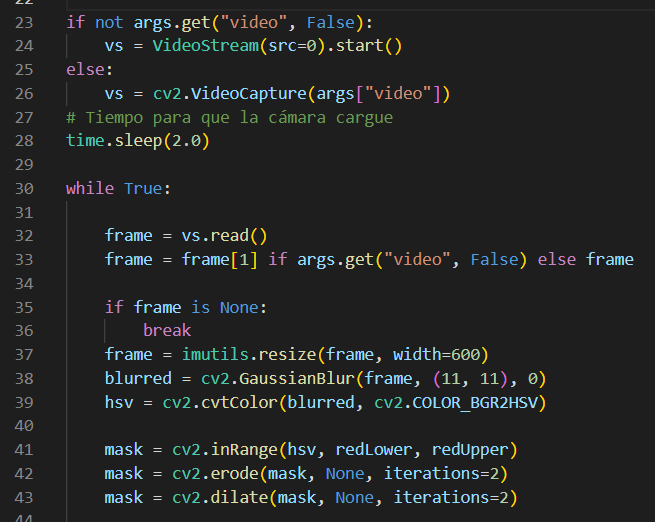 23 if not args.get("video", False):
24     vs = VideoStream(src=0).start()
25 else:
26     vs = cv2.VideoCapture(args["video"])
27 # Tiempo para que la cámara cargue
28 time.sleep(2.0)
29
30 while True:
31
32     frame = vs.read()
33     frame = frame[1] if args.get("video", False) else frame
34
35     if frame is None:
36         break
37     frame = imutils.resize(frame, width=600)
38     blurred = cv2.GaussianBlur(frame, (11, 11), 0)
39     hsv = cv2.cvtColor(blurred, cv2.COLOR_BGR2HSV)
40
41     mask = cv2.inRange(hsv, redLower, redUpper)
42     mask = cv2.erode(mask, None, iterations=2)
43     mask = cv2.dilate(mask, None, iterations=2)